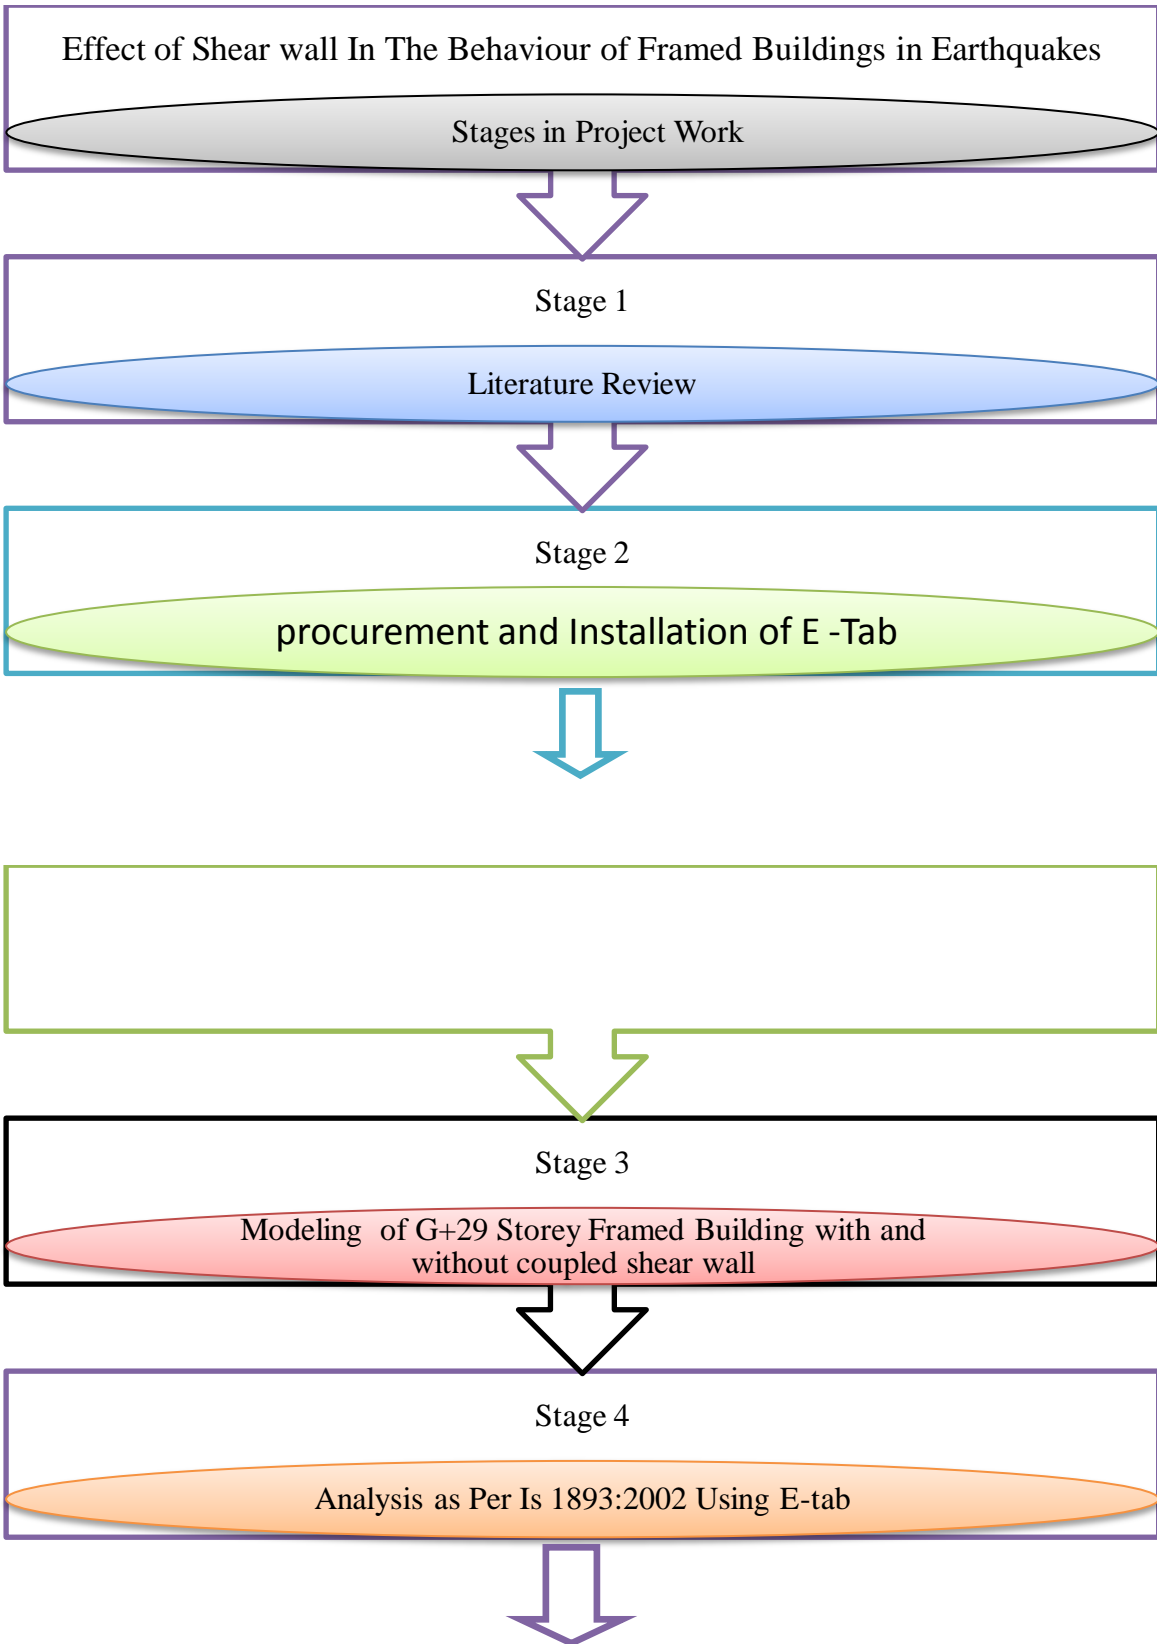 Effect of Shear wall In The Behaviour of Framed Buildings in Earthquakes
Stages in Project Work
Stage 1
Literature Review
Stage 2
procurement and Installation of E -Tab
Stage 3
Modeling  of G+29 Storey Framed Building with and
without coupled shear wall
Stage 4
Analysis as Per Is 1893:2002 Using E-tab